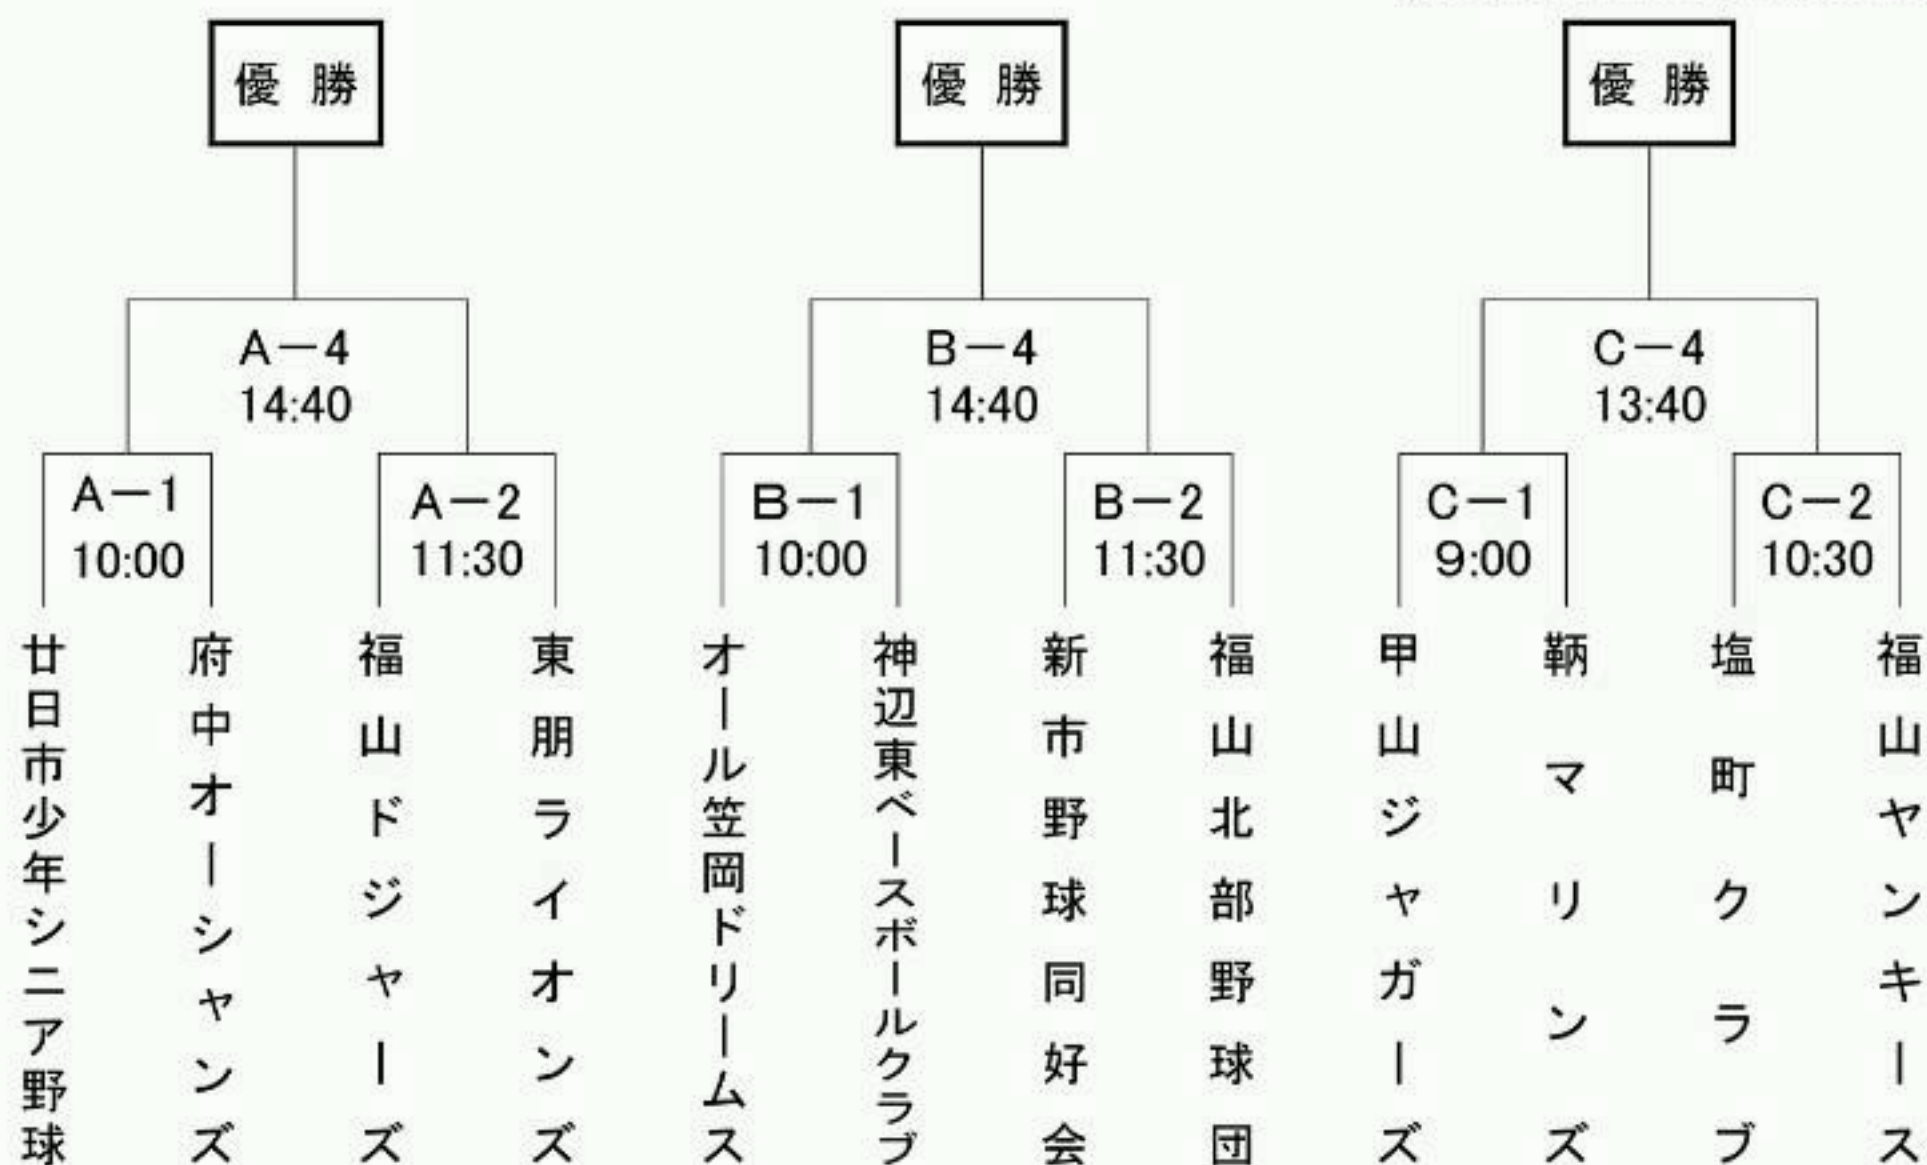 優勝
優勝
優勝
A－4
14:40
B－4
14:40
C－4
13:40
A－1
10:00
A－2
11:30
B－1
10:00
B－2
11:30
C－1
9:00
C－2
10:30
廿日市少年シニア野球
府中オーシャンズ
福山ドジャーズ
東朋ライオンズ
オール笠岡ドリームス
神辺東ベースボールクラブ
新市野球同好会
福山北部野球団
甲山ジャガーズ
鞆マリンズ
塩町クラブ
福山ヤンキース